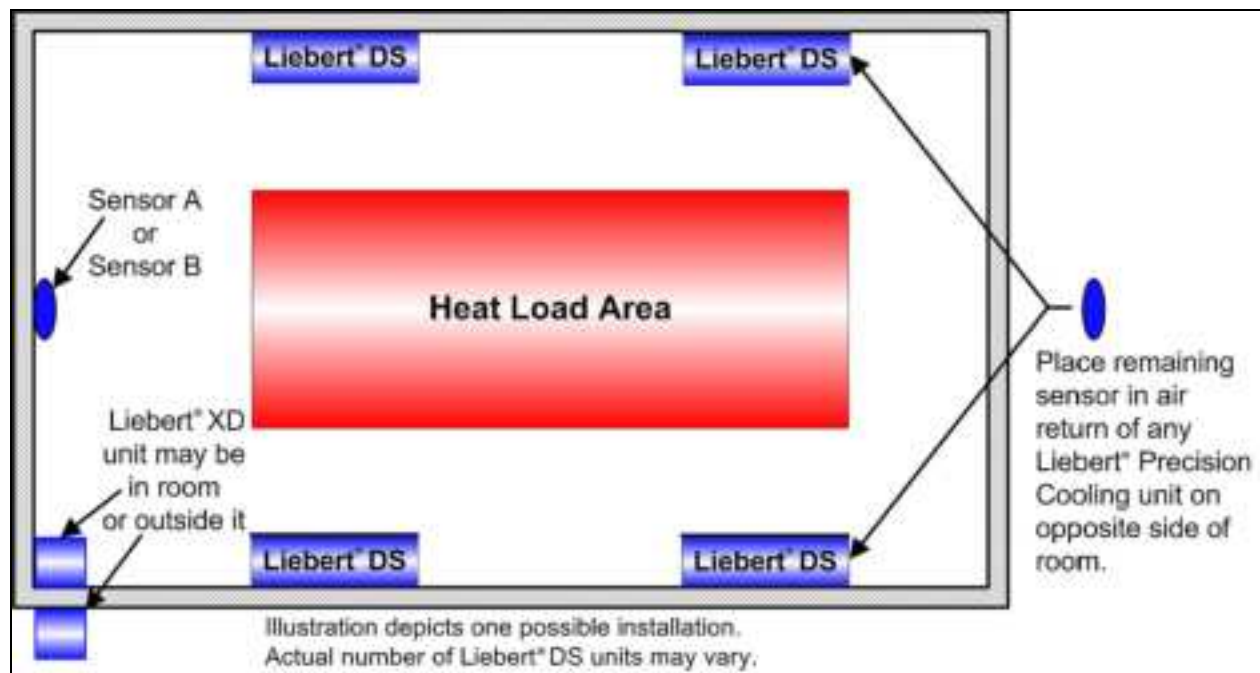 Liebert® DS
Liebert® DS
Sensor A
or
Sensor B
Heat Load Area
Liebert® XD
unit may be
in room
or outside it
Place remaining
sensor in air
return of any
Liebert® Precision
Cooling unit on
opposite side of
room.
Liebert® DS
Liebert® DS
Illustration depicts one possible installation.
Actual number of Liebert® DS units may vary.